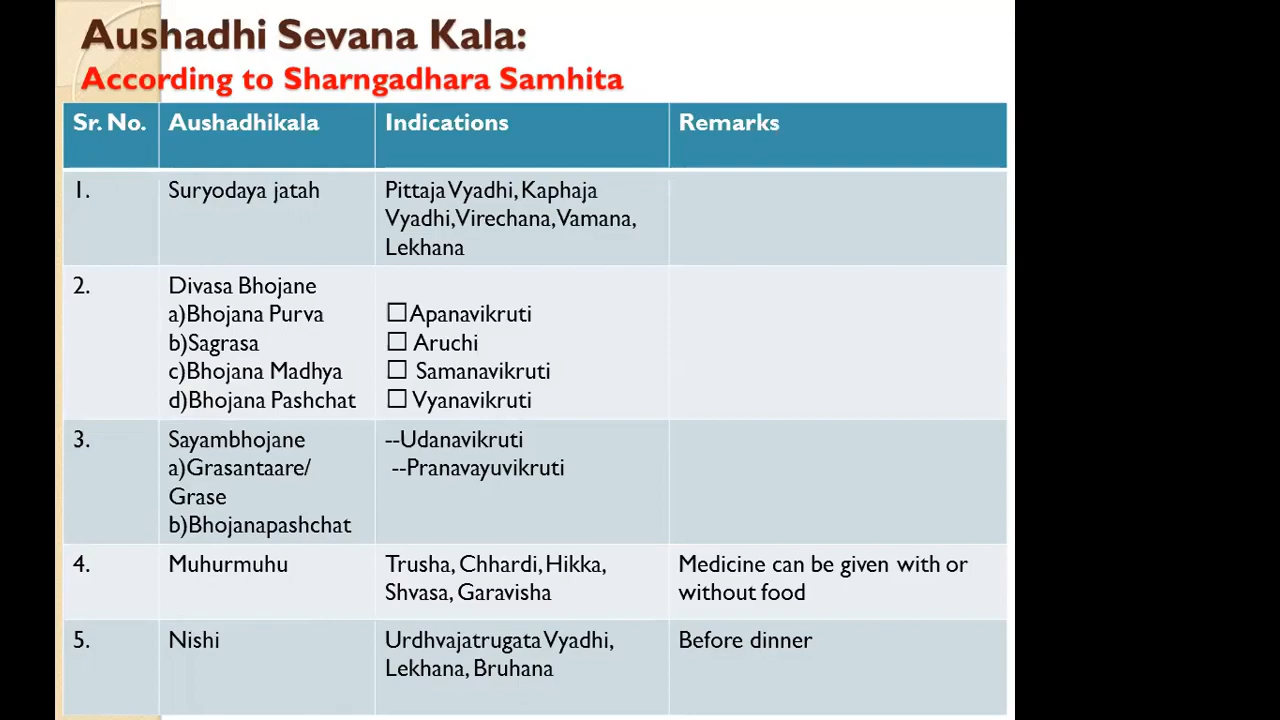 Aushadhi Sevana Kala:
According to Sharngadhara Samhita
Sr. No. Aushadhikala Indications Remarks
1. Suryodaya jatah Pittaja Vyadhi, Kaphaja
Vyadhi, Virechana, Vamana,
Lekhana
2. Divasa Bhojane
a)Bhojana Purva ☐Apanavikruti
b)Sagrasa ☐ Aruchi
c)Bhojana Madhya ☐ Samanavikruti
d)Bhojana Pashchat ☐ Vyanavikruti
3. Sayambhojane --Udanavikruti
a)Grasantaare/ --Pranavayuvikruti
Grase
b)Bhojanapashchat
4. Muhurmuhu Trusha, Chhardi, Hikka, Medicine can be given with or
Shvasa, Garavisha without food
5. Nishi Urdhvajatrugata Vyadhi, Before dinner
Lekhana, Bruhana